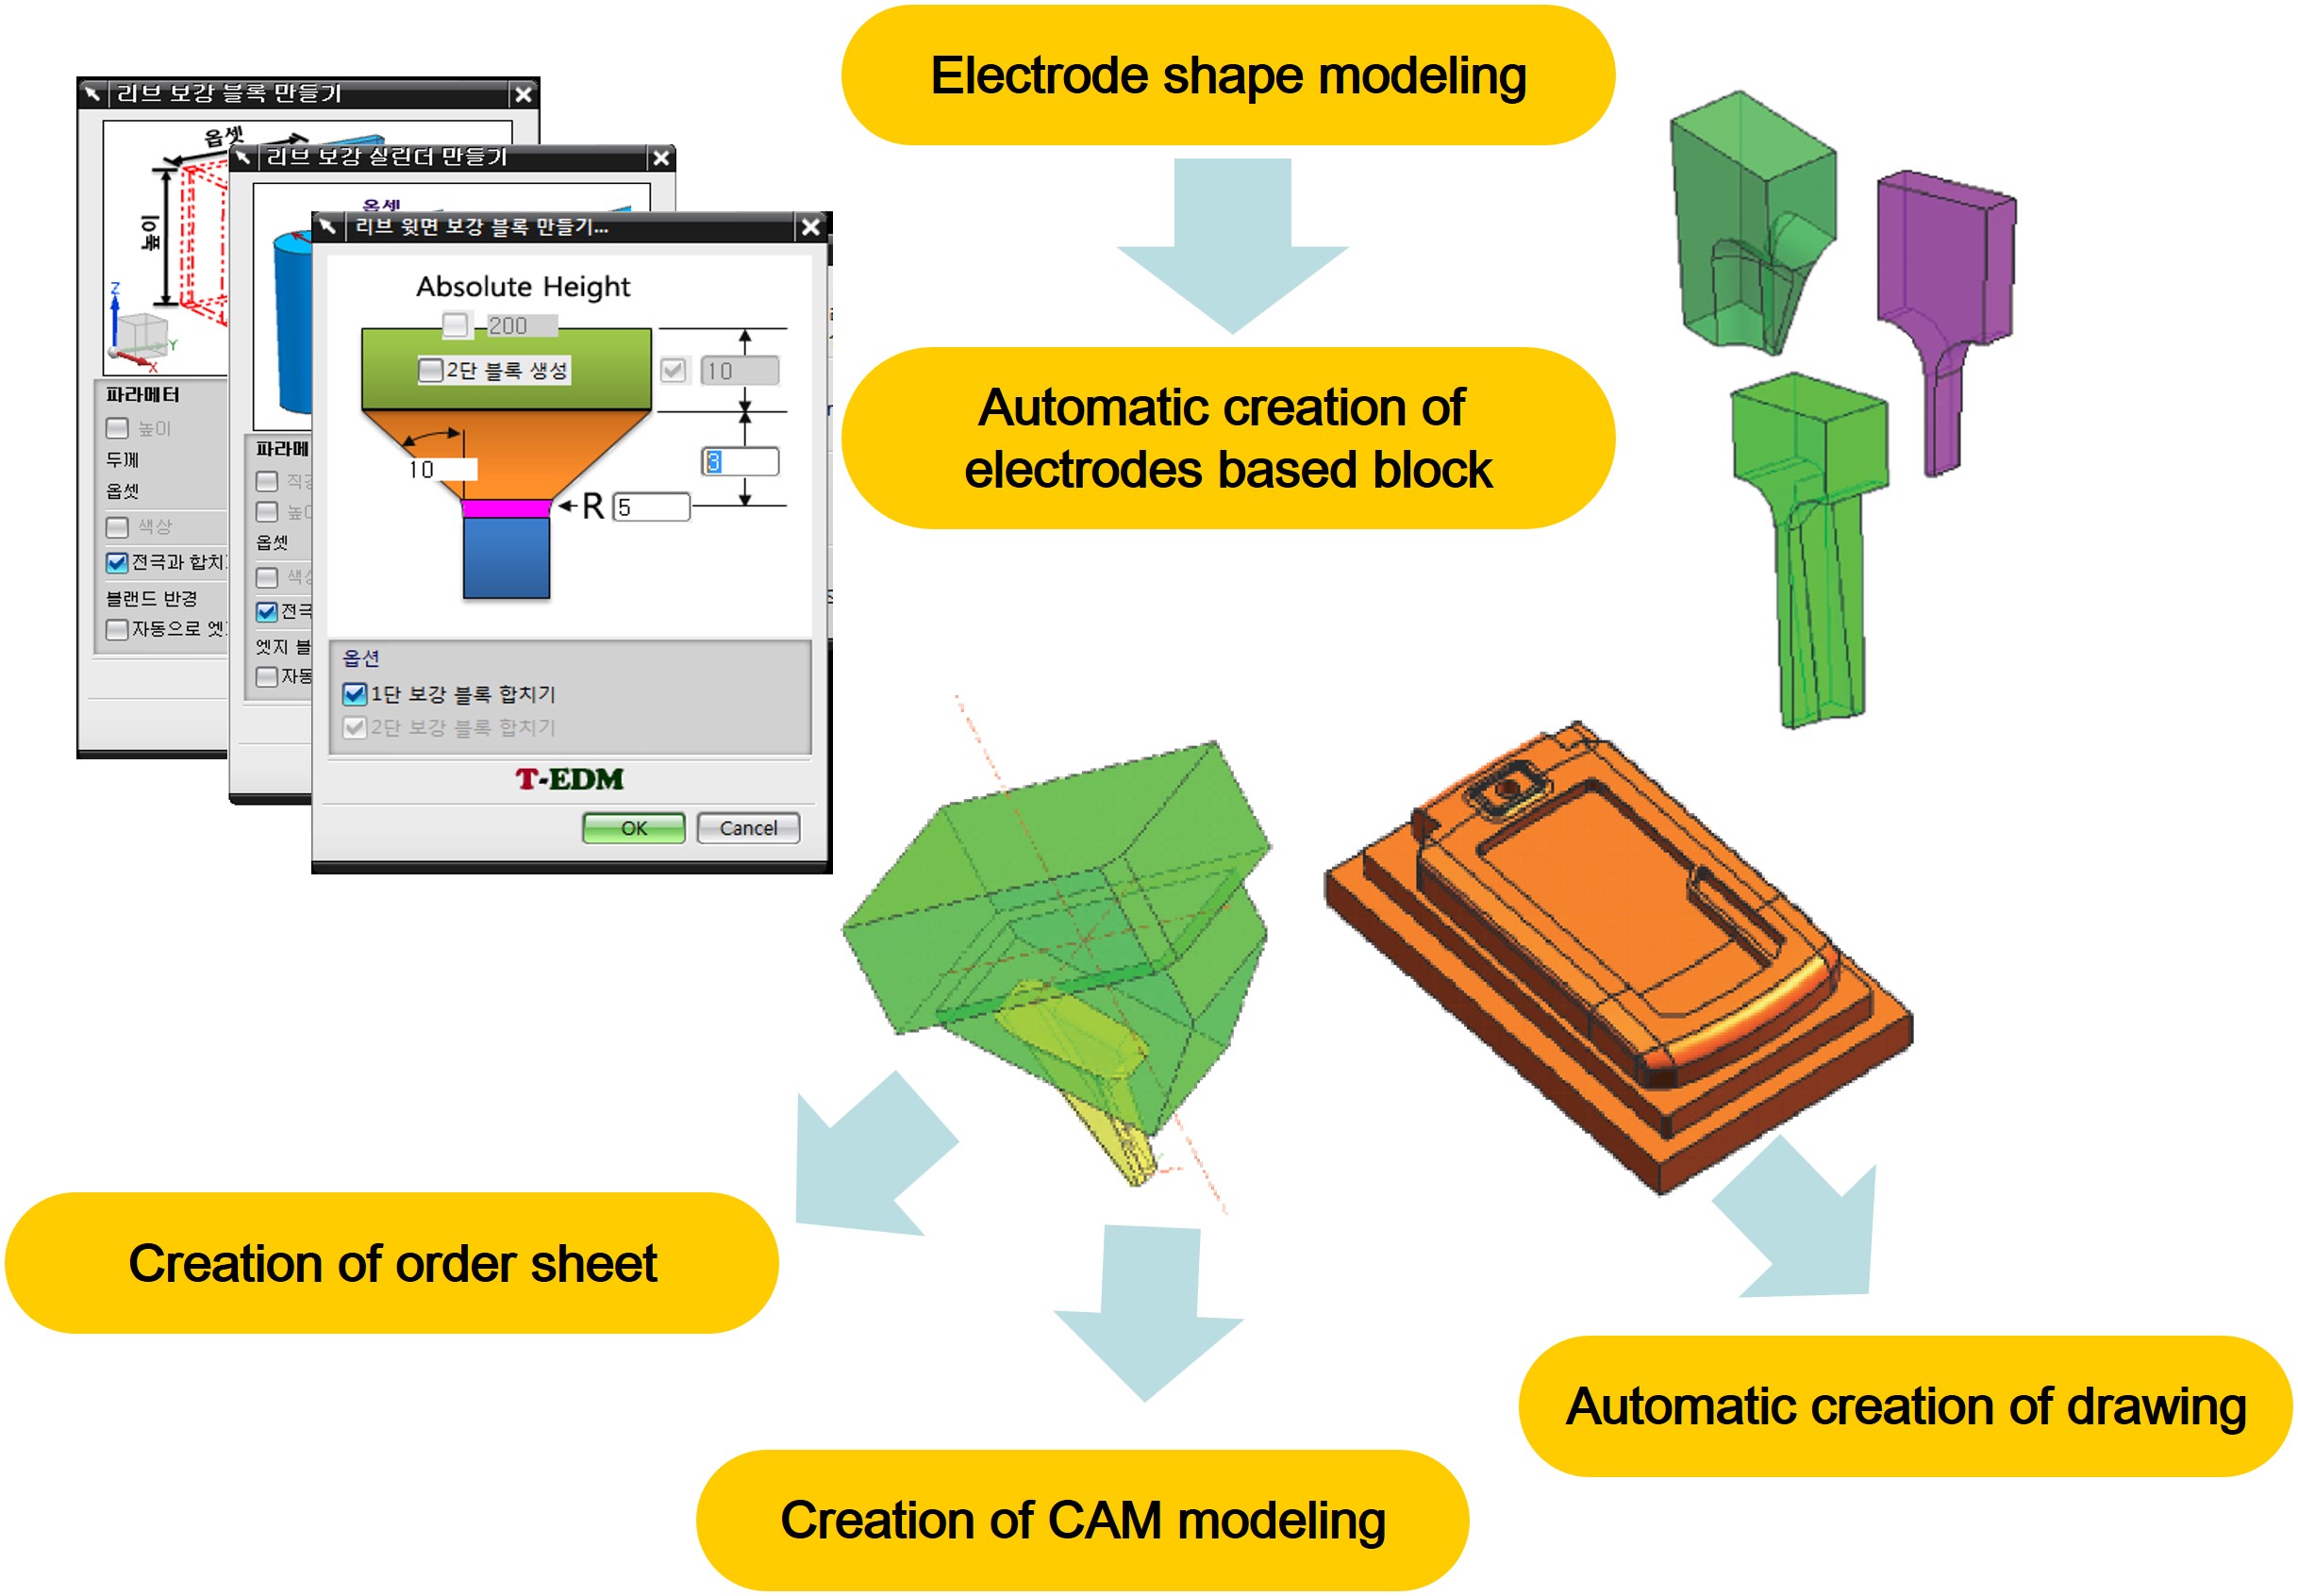 Electrode shape modeling
리브 보강 블록 만들기
옵셋
높이
Z
Y
X
파라메터
높이
두께
옵셋
색상
전극과 합치
블랜드 반경
자동으로 엣
리브 보강 실린더 만들기
옵셋
파라메
직경
높이
옵셋
색상
전극
엣지 블
자동
리브 윗면 보강 블록 만들기...
Absolute Height
200
2단 블록 생성
10
3
10
R 5
옵션
1단 보강 블록 합치기
2단 보강 블록 합치기
T-EDM
OK Cancel
Automatic creation of
electrodes based block
Creation of order sheet
Automatic creation of drawing
Creation of CAM modeling